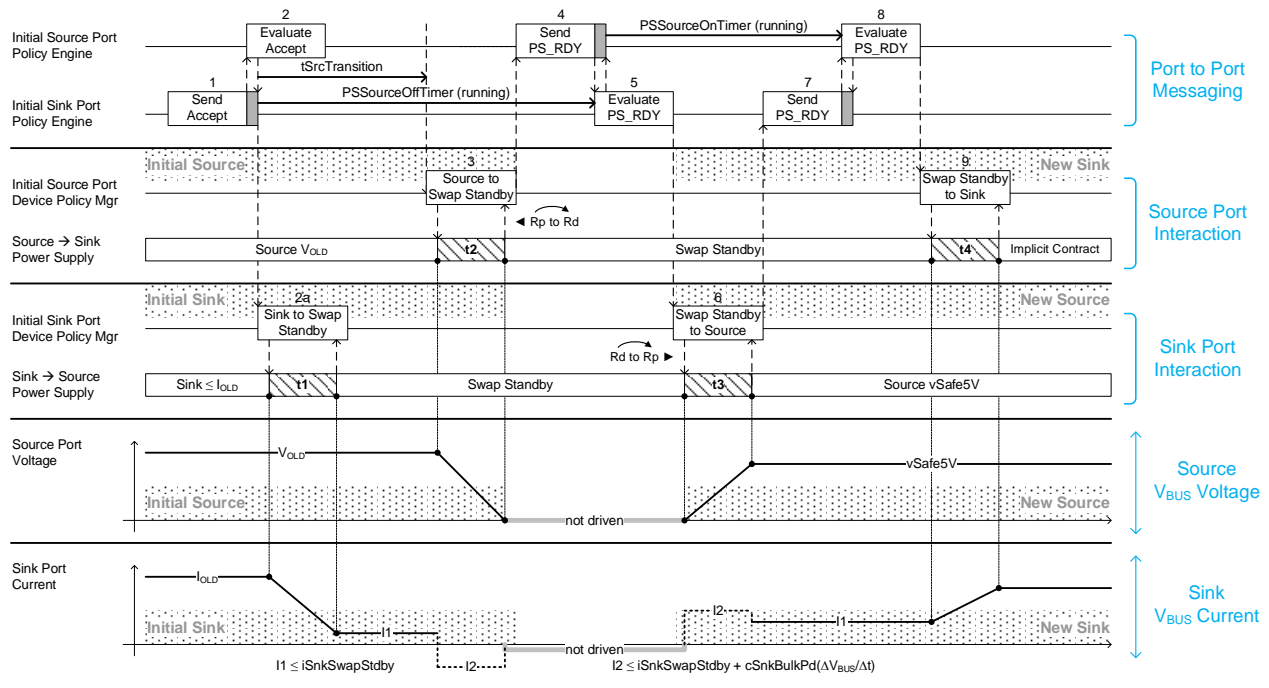 2
4
8
Initial Source Port
Policy Engine
Evaluate
Accept
Send
PS_RDY
PSSourceOnTimer (running)
Evaluate
PS_RDY
tSrcTransition
Port to Port
Messaging
1
5
7
Initial Sink Port
Policy Engine
Send
Accept
PSSourceOffTimer (running)
Evaluate
PS_RDY
Send
PS_RDY
Initial Source
New Sink
3
9
Initial Source Port
Device Policy Mgr
Source to
Swap Standby
Swap Standby
to Sink
◄ Rp to Rd
Source Port
Interaction
Source → Sink
Power Supply
Source VOLD
t2
Swap Standby
t4
Implicit Contract
Initial Sink
New Source
2a
6
Initial Sink Port
Device Policy Mgr
Sink to Swap
Standby
Swap Standby
to Source
Rd to Rp ►
Sink Port
Interaction
Sink → Source
Power Supply
Sink ≤ IOLD
t1
Swap Standby
t3
Source vSafe5V
Source Port
Voltage
VOLD
vSafe5V
Initial Source
New Source
not driven
Source
VBUS Voltage
Sink Port
Current
IOLD
I2
Initial Sink
I1
I1
New Sink
not driven
I2
Sink
VBUS Current
I1 ≤ iSnkSwapStdby
I2 ≤ iSnkSwapStdby + cSnkBulkPd(ΔVBUS/Δt)